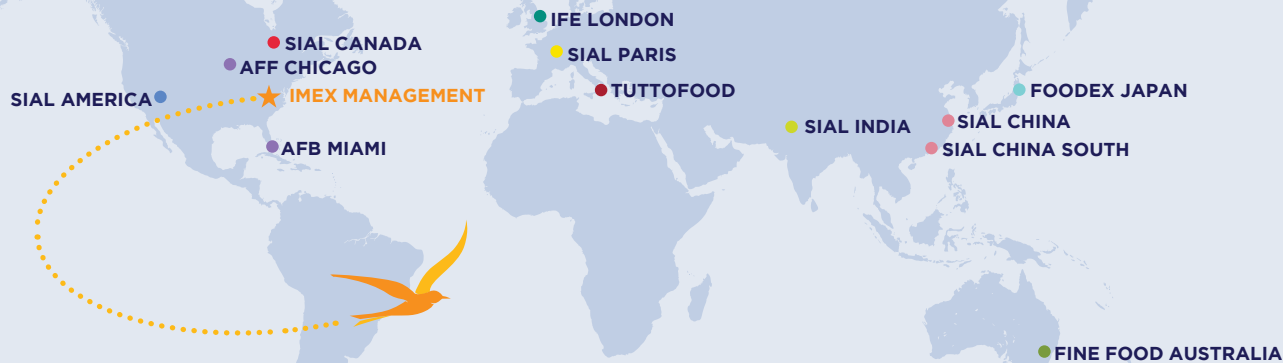 IFE LONDON
SIAL CANADA
SIAL PARIS
AFF CHICAGO
TUTTOFOOD
FOODEX JAPAN
IMEX MANAGEMENT
SIAL AMERICA
SIAL CHINA
SIAL INDIA
AFB MIAMI
SIAL CHINA SOUTH
FINE FOOD AUSTRALIA